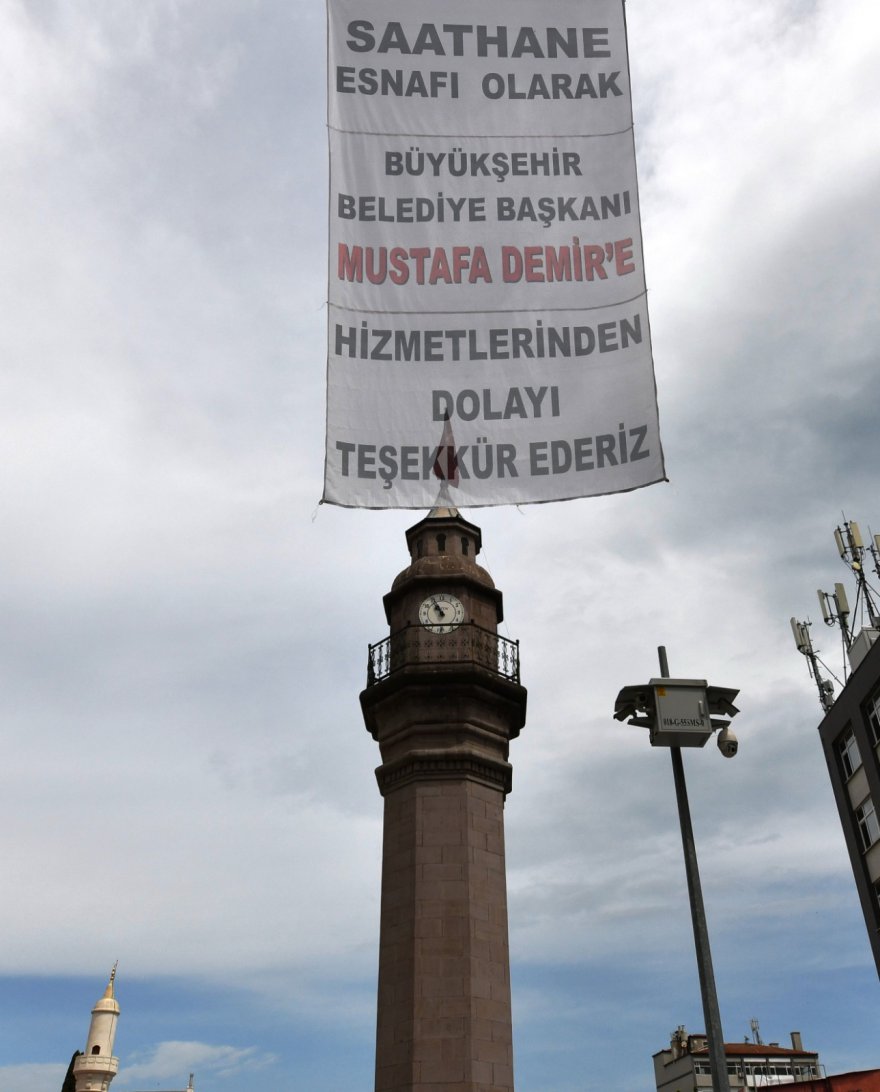 SAATHANE
ESNAFI OLARAK
BÜYÜKŞEHİR
BELEDİYE BAŞKANI
MUSTAFA DEMİR'E
HİZMETLERİNDEN
DOLAYI
TEŞEKKÜR EDERİZ